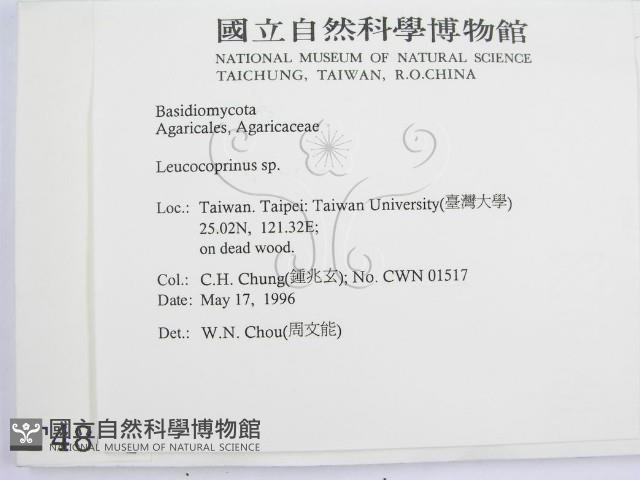 國立自然科學博物館
NATIONAL MUSEUM OF NATURAL SCIENCE
TAICHUNG, TAIWAN, R.O.CHINA
Basidiomycota
Agaricales, Agaricaceae
Leucocoprinus sp.
Loc.: Taiwan. Taipei: Taiwan University(臺灣大學)
25.02N, 121.32E;
on dead wood.
Col.: C.H. Chung(鍾兆玄); No. CWN 01517
Date: May 17, 1996
Det.: W.N. Chou(周文能)
48
國立自然科學博物館
NATIONAL MUSEUM OF NATURAL SCIENCE